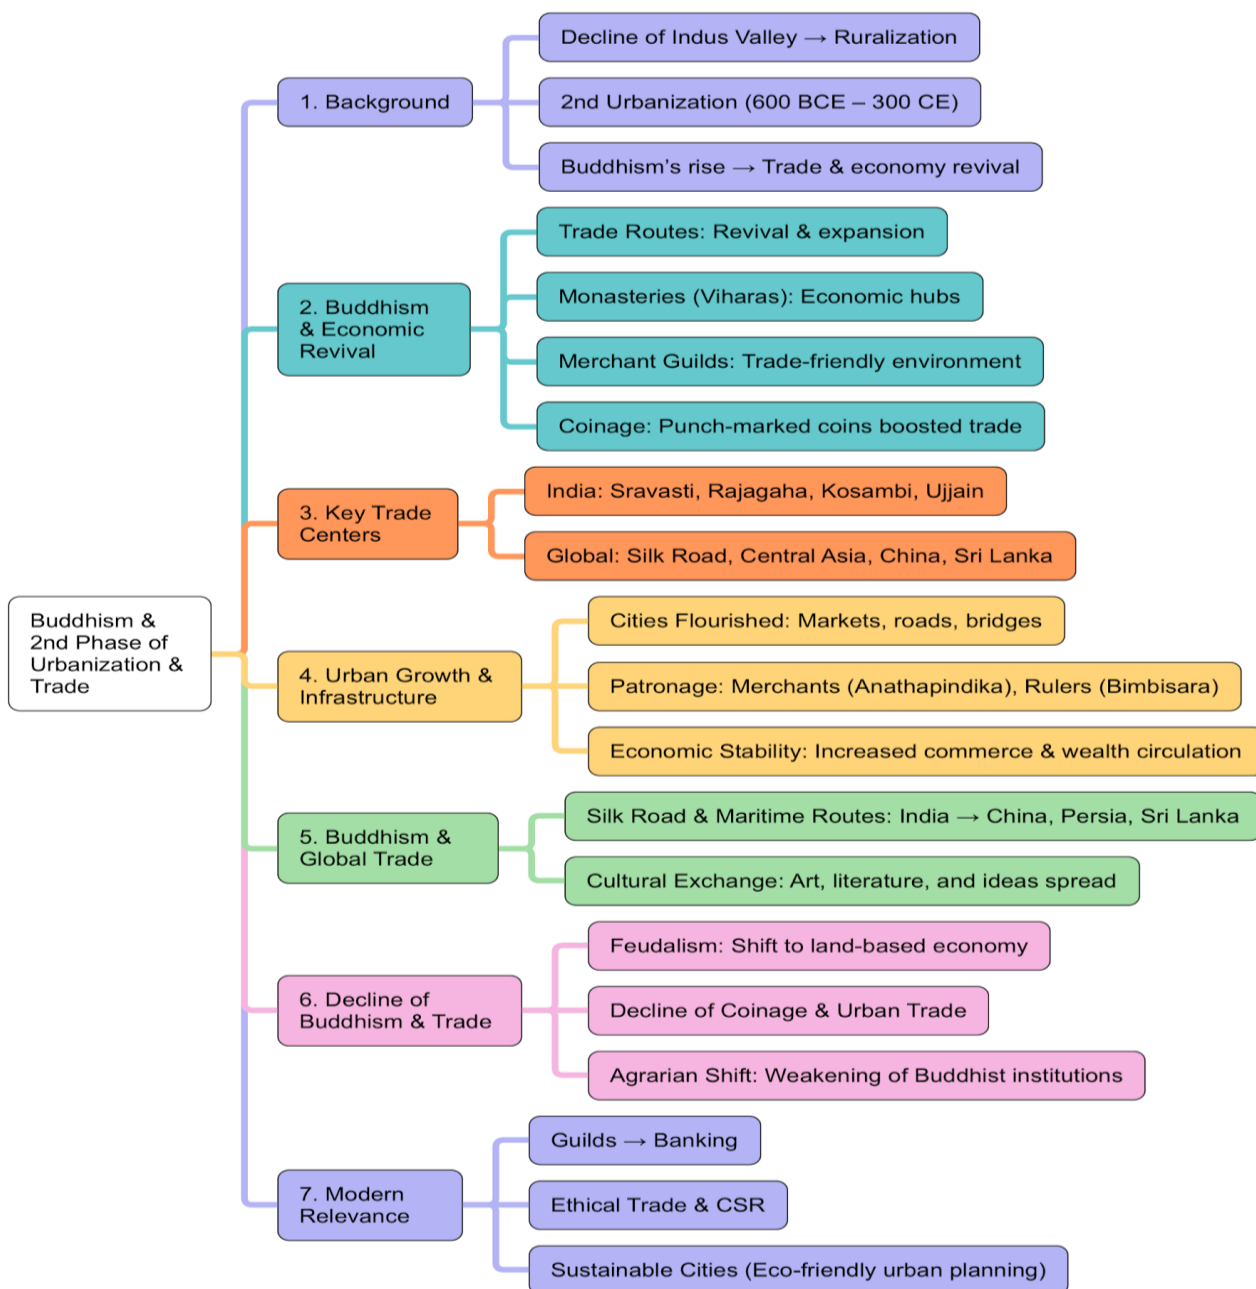 Buddhism &
2nd Phase of
Urbanization &
Trade
1. Background
Decline of Indus Valley → Ruralization
2nd Urbanization (600 BCE – 300 CE)
Buddhism’s rise → Trade & economy revival
2. Buddhism
& Economic
Revival
Trade Routes: Revival & expansion
Monasteries (Viharas): Economic hubs
Merchant Guilds: Trade-friendly environment
Coinage: Punch-marked coins boosted trade
3. Key Trade
Centers
India: Sravasti, Rajagaha, Kosambi, Ujjain
Global: Silk Road, Central Asia, China, Sri Lanka
4. Urban Growth &
Infrastructure
Cities Flourished: Markets, roads, bridges
Patronage: Merchants (Anathapindika), Rulers (Bimbisara)
Economic Stability: Increased commerce & wealth circulation
5. Buddhism &
Global Trade
Silk Road & Maritime Routes: India → China, Persia, Sri Lanka
Cultural Exchange: Art, literature, and ideas spread
6. Decline of
Buddhism & Trade
Feudalism: Shift to land-based economy
Decline of Coinage & Urban Trade
Agrarian Shift: Weakening of Buddhist institutions
7. Modern
Relevance
Guilds → Banking
Ethical Trade & CSR
Sustainable Cities (Eco-friendly urban planning)